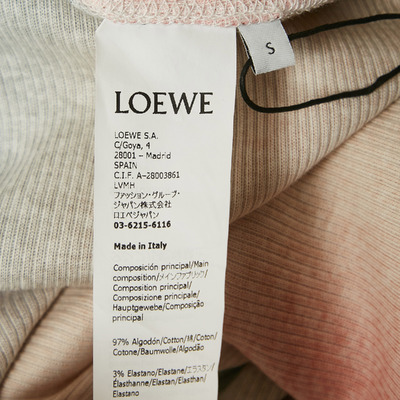 S
LOEWE
LOEWE S.A.
C/Goya, 4
28001 – Madrid
SPAIN
C.I.F. A-28003861
LVMH
ファッション・グループ・
ジャパン株式会社
ロエベジャパン
03-6215-6116
Made in Italy
Composición principal/Main
composition/メインファブリック/
Composition principal/
Composizione principale/
Hauptgewebe/Composição
principal
97% Algodón/Cotton/綿/Coton/
Cotone/Baumwolle/Algodão
3% Elastano/Elastane/エラスタン/
Élasthanne/Elastan/Elasthan/
Elastano